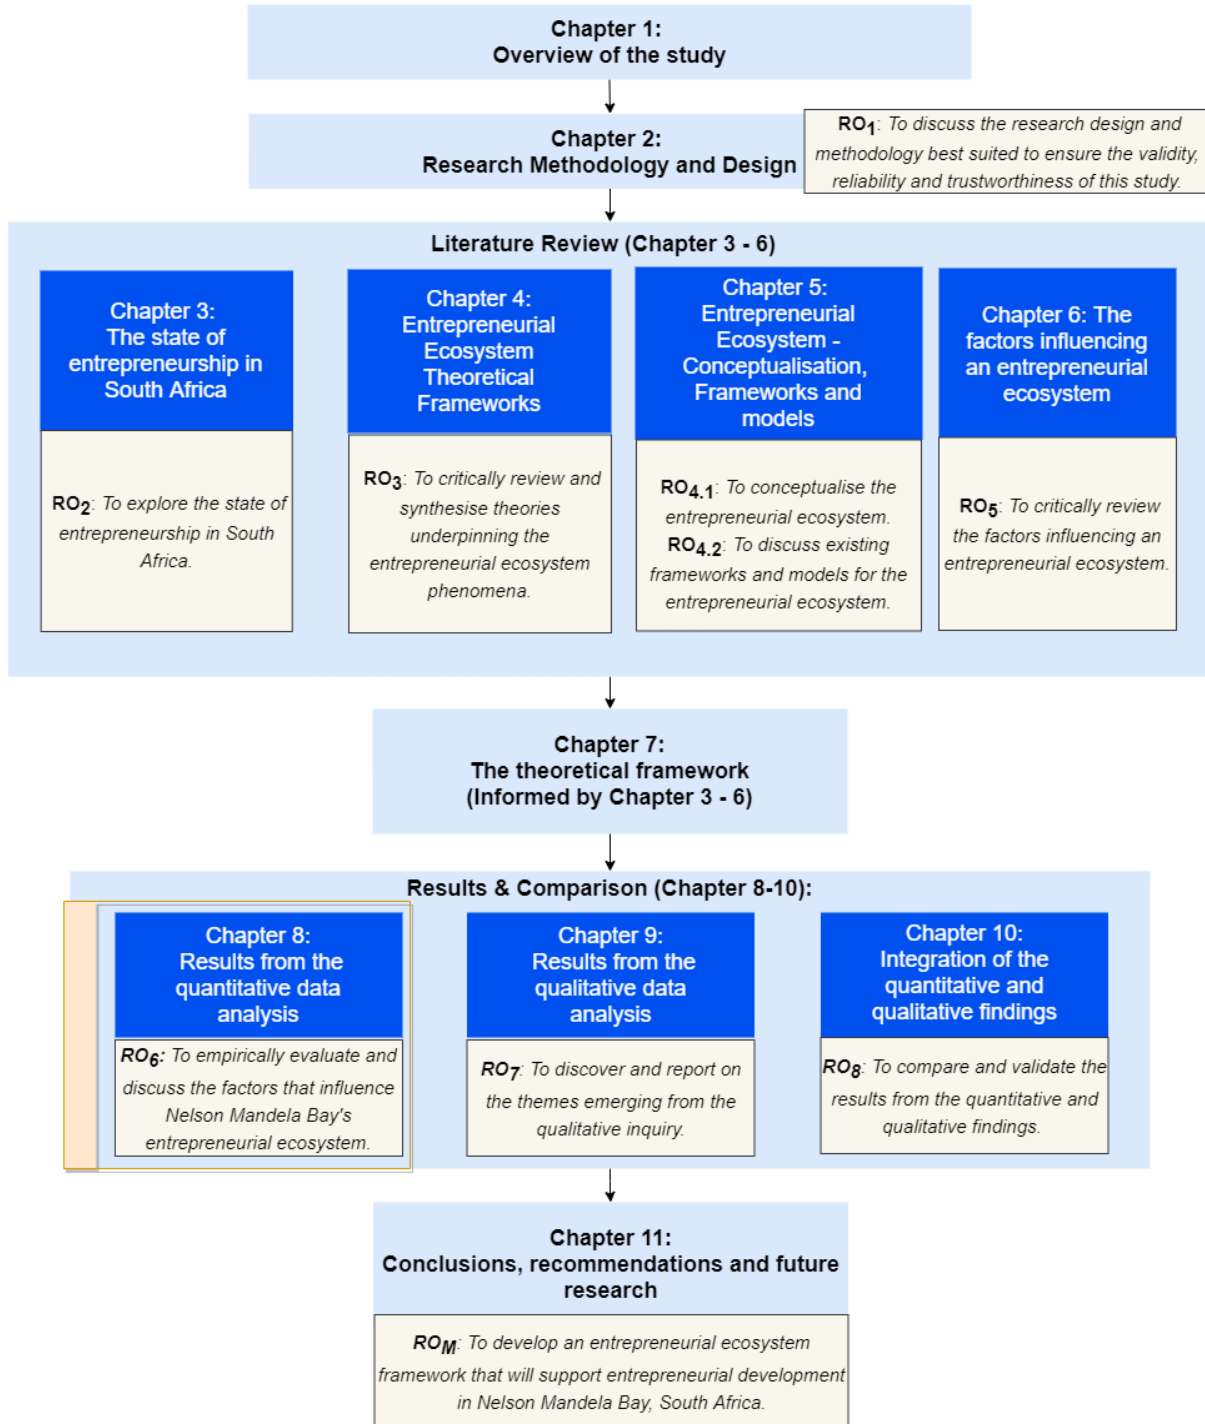 Chapter 1:
Overview of the study
Chapter 2:
Research Methodology and Design
RO1: To discuss the research design and
methodology best suited to ensure the validity,
reliability and trustworthiness of this study.
Literature Review (Chapter 3 - 6)
Chapter 3:
The state of
entrepreneurship in
South Africa
RO2: To explore the state of
entrepreneurship in South
Africa.
Chapter 4:
Entrepreneurial
Ecosystem
Theoretical
Frameworks
RO3: To critically review and
synthesise theories
underpinning the
entrepreneurial ecosystem
phenomena.
Chapter 5:
Entrepreneurial
Ecosystem -
Conceptualisation,
Frameworks and
models
RO4.1: To conceptualise the
entrepreneurial ecosystem.
RO4.2: To discuss existing
frameworks and models for the
entrepreneurial ecosystem.
Chapter 6: The
factors influencing
an entrepreneurial
ecosystem
RO5: To critically review
the factors influencing an
entrepreneurial ecosystem.
Chapter 7:
The theoretical framework
(Informed by Chapter 3 - 6)
Results & Comparison (Chapter 8-10):
Chapter 8:
Results from the
quantitative data
analysis
RO6: To empirically evaluate and
discuss the factors that influence
Nelson Mandela Bay's
entrepreneurial ecosystem.
Chapter 9:
Results from the
qualitative data
analysis
RO7: To discover and report on
the themes emerging from the
qualitative inquiry.
Chapter 10:
Integration of the
quantitative and
qualitative findings
RO8: To compare and validate the
results from the quantitative and
qualitative findings.
Chapter 11:
Conclusions, recommendations and future
research
ROM: To develop an entrepreneurial ecosystem
framework that will support entrepreneurial development
in Nelson Mandela Bay, South Africa.